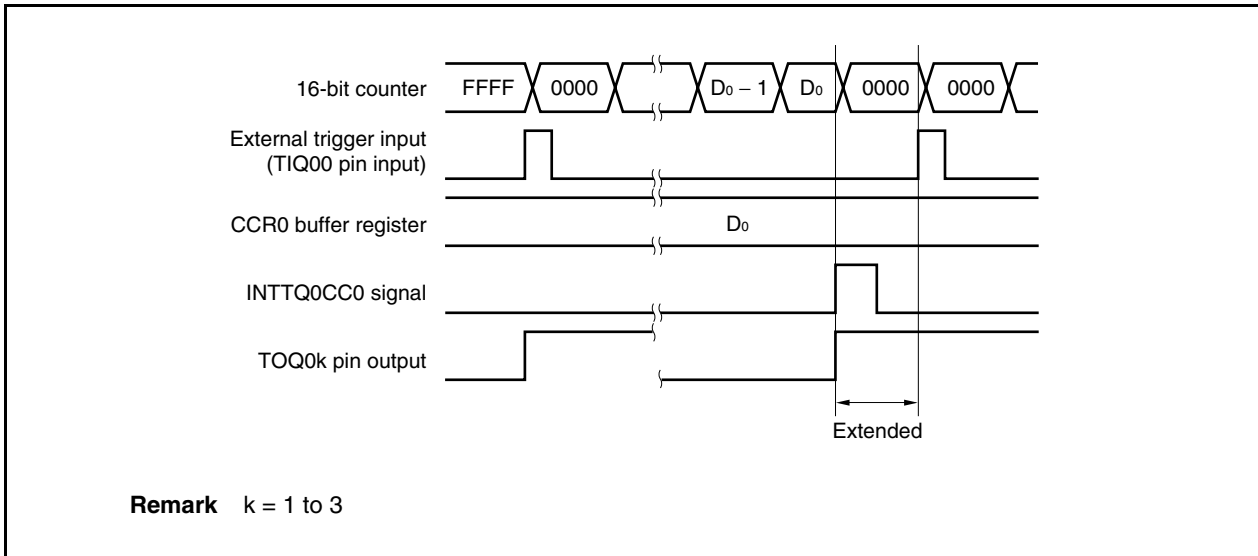 16-bit counter FFFF 0000 D0 − 1 D0 0000 0000
External trigger input
(TIQ00 pin input)
CCR0 buffer register D0
INTTQ0CC0 signal
TOQ0k pin output
Extended
Remark k = 1 to 3